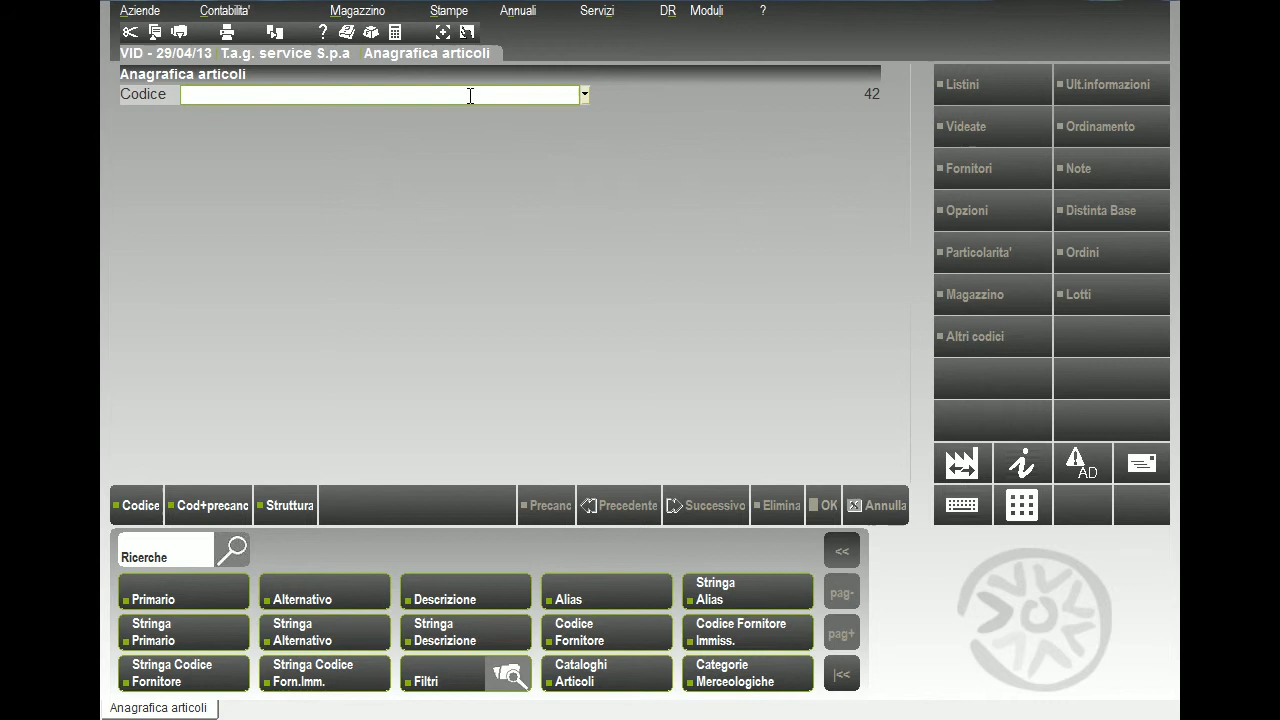 Aziende Contabilita' Magazzino Stampe Annuali Servizi DR Moduli ?
?
VID - 29/04/13 T.a.g. service S.p.a Anagrafica articoli
Anagrafica articoli
Codice 42
Listini Ult.informazioni
Videate Ordinamento
Fornitori Note
Opzioni Distinta Base
Particolarita' Ordini
Magazzino Lotti
Altri codici
AD
Codice Cod+precanc Struttura Precanc Precedente Successivo Elimina OK Annulla
Ricerche <<
Primario Alternativo Descrizione Alias Stringa Alias pag-
Stringa Primario Stringa Alternativo Stringa Descrizione Codice Fornitore Codice Fornitore Immiss. pag+
Stringa Codice Fornitore Stringa Codice Forn.Imm. Filtri Cataloghi Articoli Categorie Merceologiche |<<
Anagrafica articoli